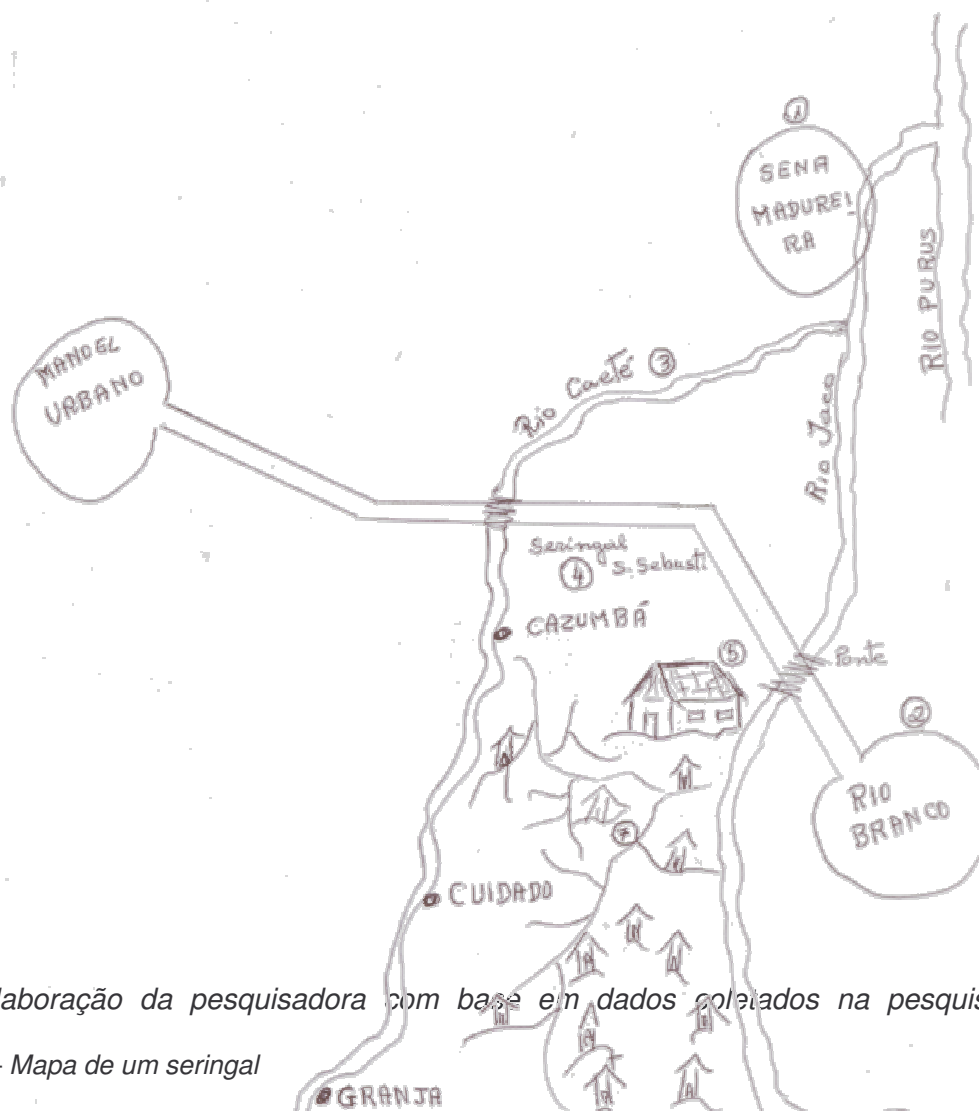 ①
SENA
MADUREI
RA
RIO PURUS
MANOEL
URBANO
Rio Caeté ③
Rio Jaco
Seringal
④ S. Sebasti
CAZUMBÁ
⑤
Ponte
②
RIO
BRANCO
⑦
CUIDADO
laboração da pesquisadora com base em dados coletados na pesquis
- Mapa de um seringal
GRANJA